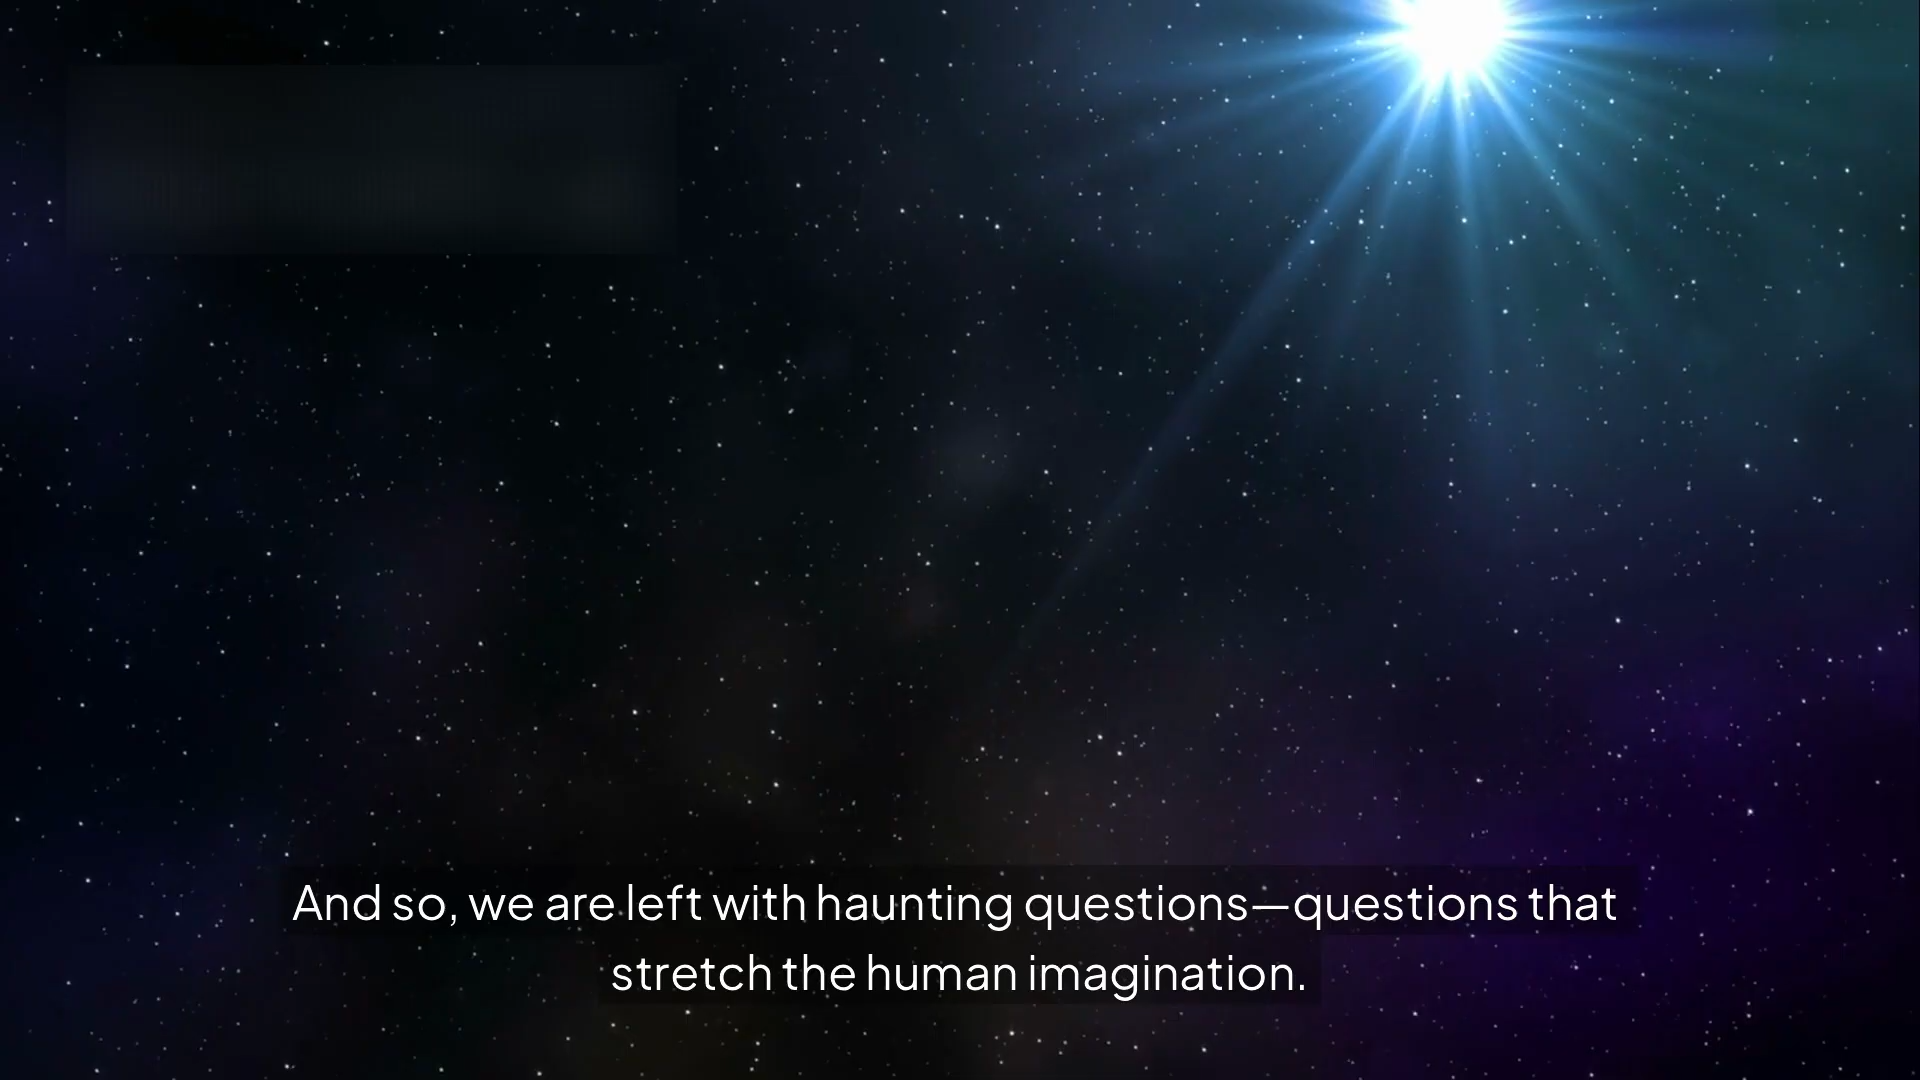 And so, we are left with haunting questions—questions that
stretch the human imagination.